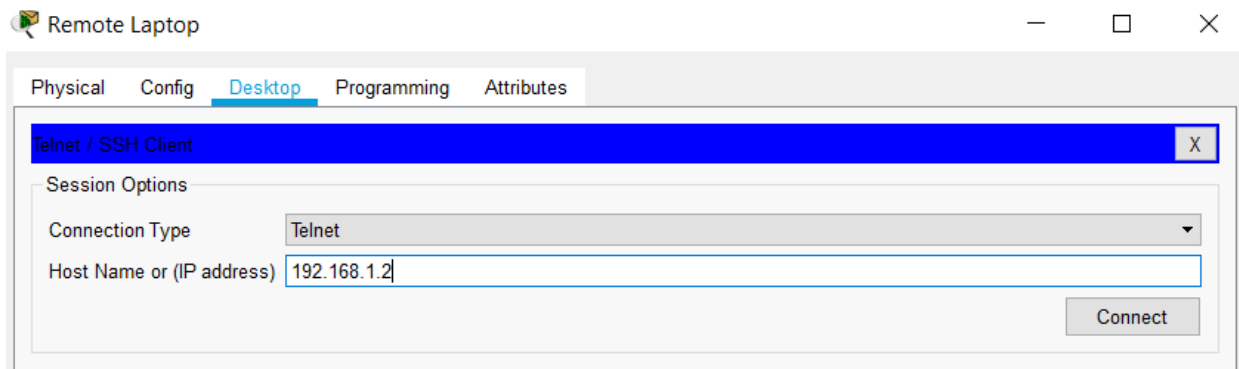 Remote Laptop
Physical Config Desktop Programming Attributes
Telnet / SSH Client X
Session Options
Connection Type Telnet
Host Name or (IP address) 192.168.1.2
Connect